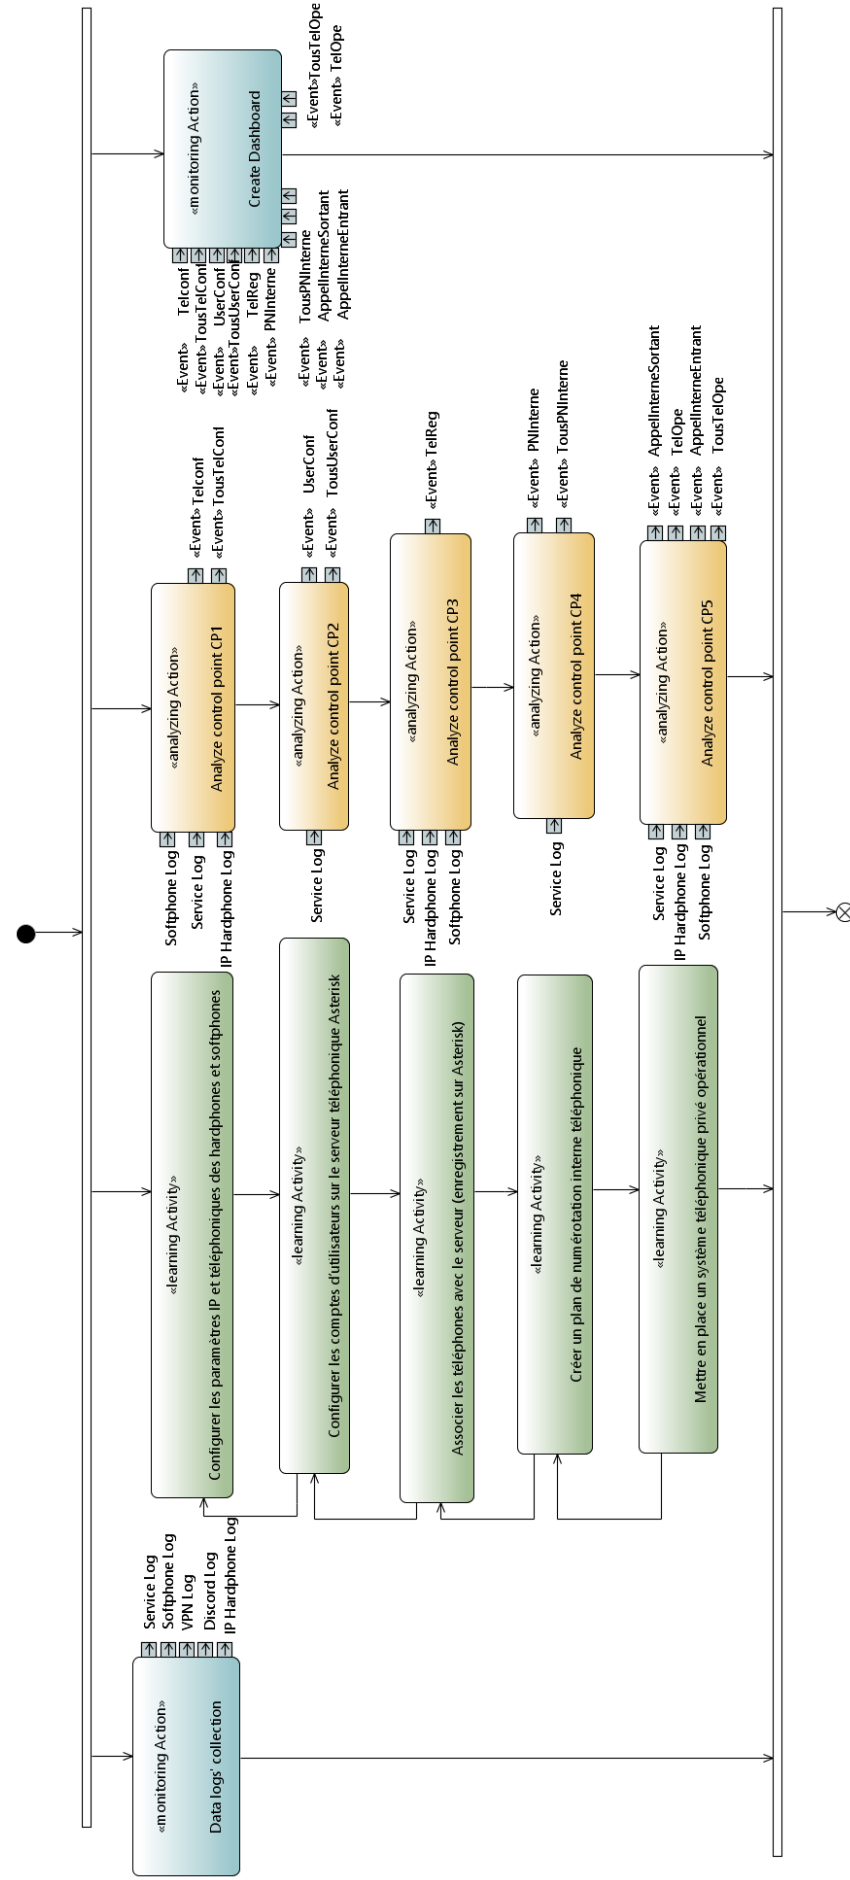 «monitoring Action»
Data logs' collection
Service Log
Softphone Log
VPN Log
Discord Log
IP Hardphone Log
«learning Activity»
Configurer les paramètres IP et téléphoniques des hardphones et softphones
«learning Activity»
Configurer les comptes d'utilisateurs sur le serveur téléphonique Asterisk
«learning Activity»
Associer les téléphones avec le serveur (enregistrement sur Asterisk)
«learning Activity»
Créer un plan de numérotation interne téléphonique
«learning Activity»
Mettre en place un système téléphonique privé opérationnel
Softphone Log
Service Log
IP Hardphone Log
«analyzing Action»
Analyze control point CP1
«Event» Telconf
«Event» TousTelConf
Service Log
«analyzing Action»
Analyze control point CP2
«Event» UserConf
«Event» TousUserConf
Service Log
IP Hardphone Log
Softphone Log
«analyzing Action»
Analyze control point CP3
«Event» TelReg
Service Log
«analyzing Action»
Analyze control point CP4
«Event» PNInterne
«Event» TousPNInterne
Service Log
IP Hardphone Log
Softphone Log
«analyzing Action»
Analyze control point CP5
«Event» AppelInterneSortant
«Event» TelOpe
«Event» AppelInterneEntrant
«Event» TousTelOpe
«Event» Telconf
«Event» TousTelConf
«Event» UserConf
«Event» TousUserConf
«Event» TelReg
«Event» PNInterne
«Event» TousPNInterne
«Event» AppelInterneSortant
«Event» AppelInterneEntrant
«monitoring Action»
Create Dashboard
«Event» TousTelOpe
«Event» TelOpe